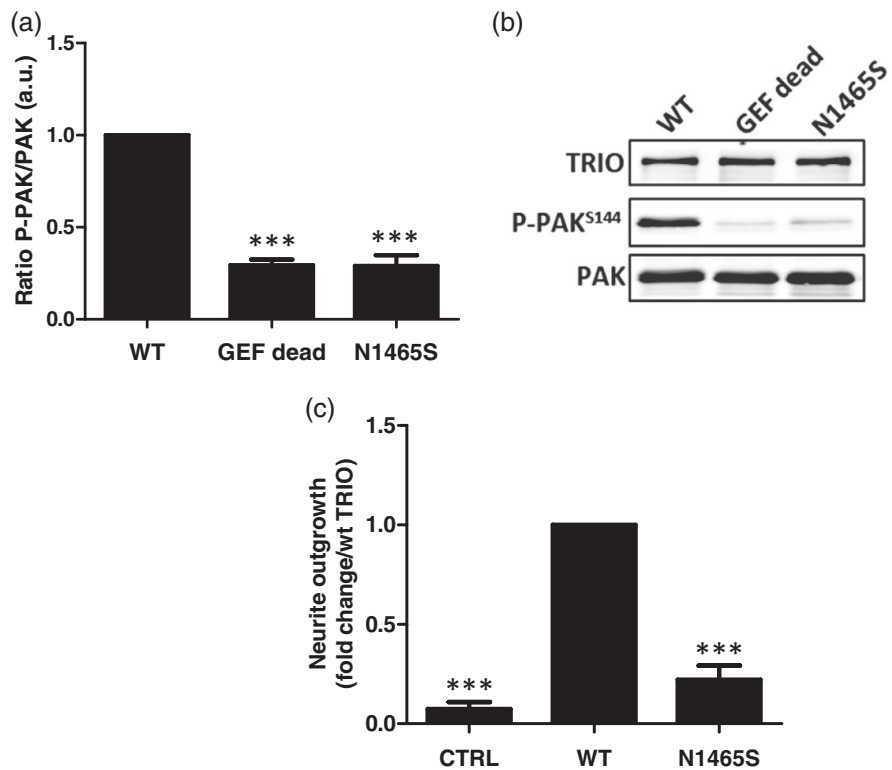 (a)
Ratio P-PAK/PAK (a.u.)
1.5
1.0
0.5
0.0
***
***
WT
GEF dead
N1465S
(b)
WT
GEF dead
N1465S
TRIO
P-PAK^S144
PAK
(c)
Neurite outgrowth
(fold change/wt TRIO)
1.5
1.0
0.5
0.0
***
***
CTRL
WT
N1465S